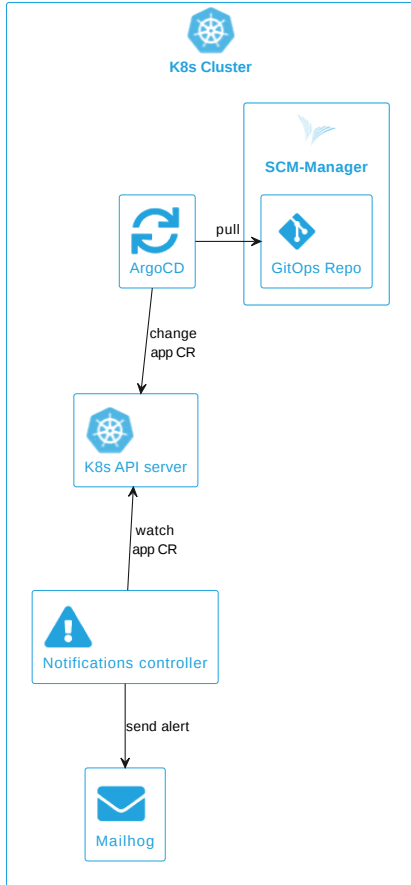 K8s Cluster
SCM-Manager
ArgoCD
pull
GitOps Repo
change
app CR
K8s API server
watch
app CR
Notifications controller
send alert
Mailhog